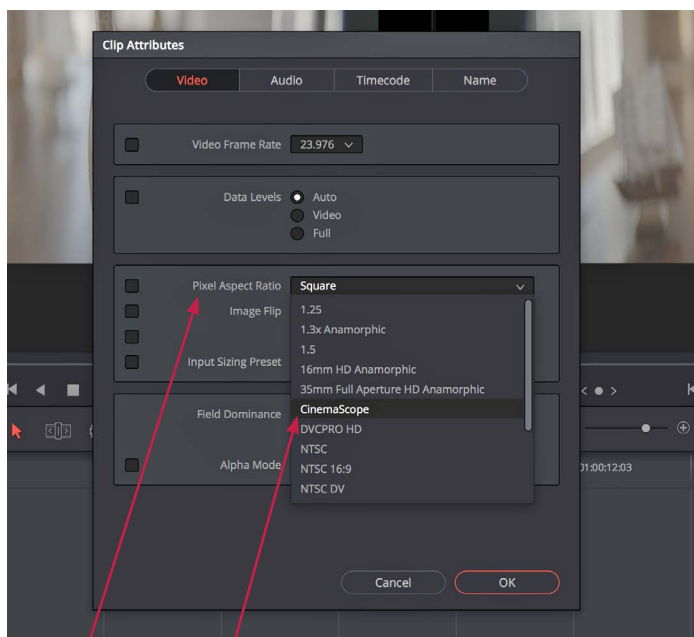 Clip Attributes
Video Audio Timecode Name
Video Frame Rate 23.976
Data Levels Auto
Video
Full
Pixel Aspect Ratio Square
Image Flip 1.25
1.3x Anamorphic
1.5
Input Sizing Preset 16mm HD Anamorphic
35mm Full Aperture HD Anamorphic
Field Dominance CinemaScope
DVCPRO HD
NTSC
Alpha Mode NTSC 16:9
NTSC DV
01:00:12:03
Cancel OK